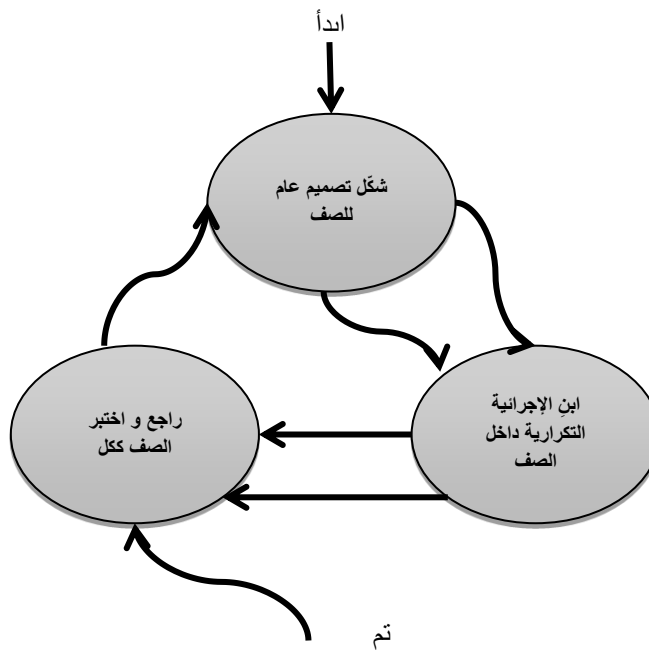 ابدأ
شكّل تصميم عام
للصف
ابنِ الإجرائية
التكرارية داخل
الصف
راجع و اختبر
الصف ككل
تم